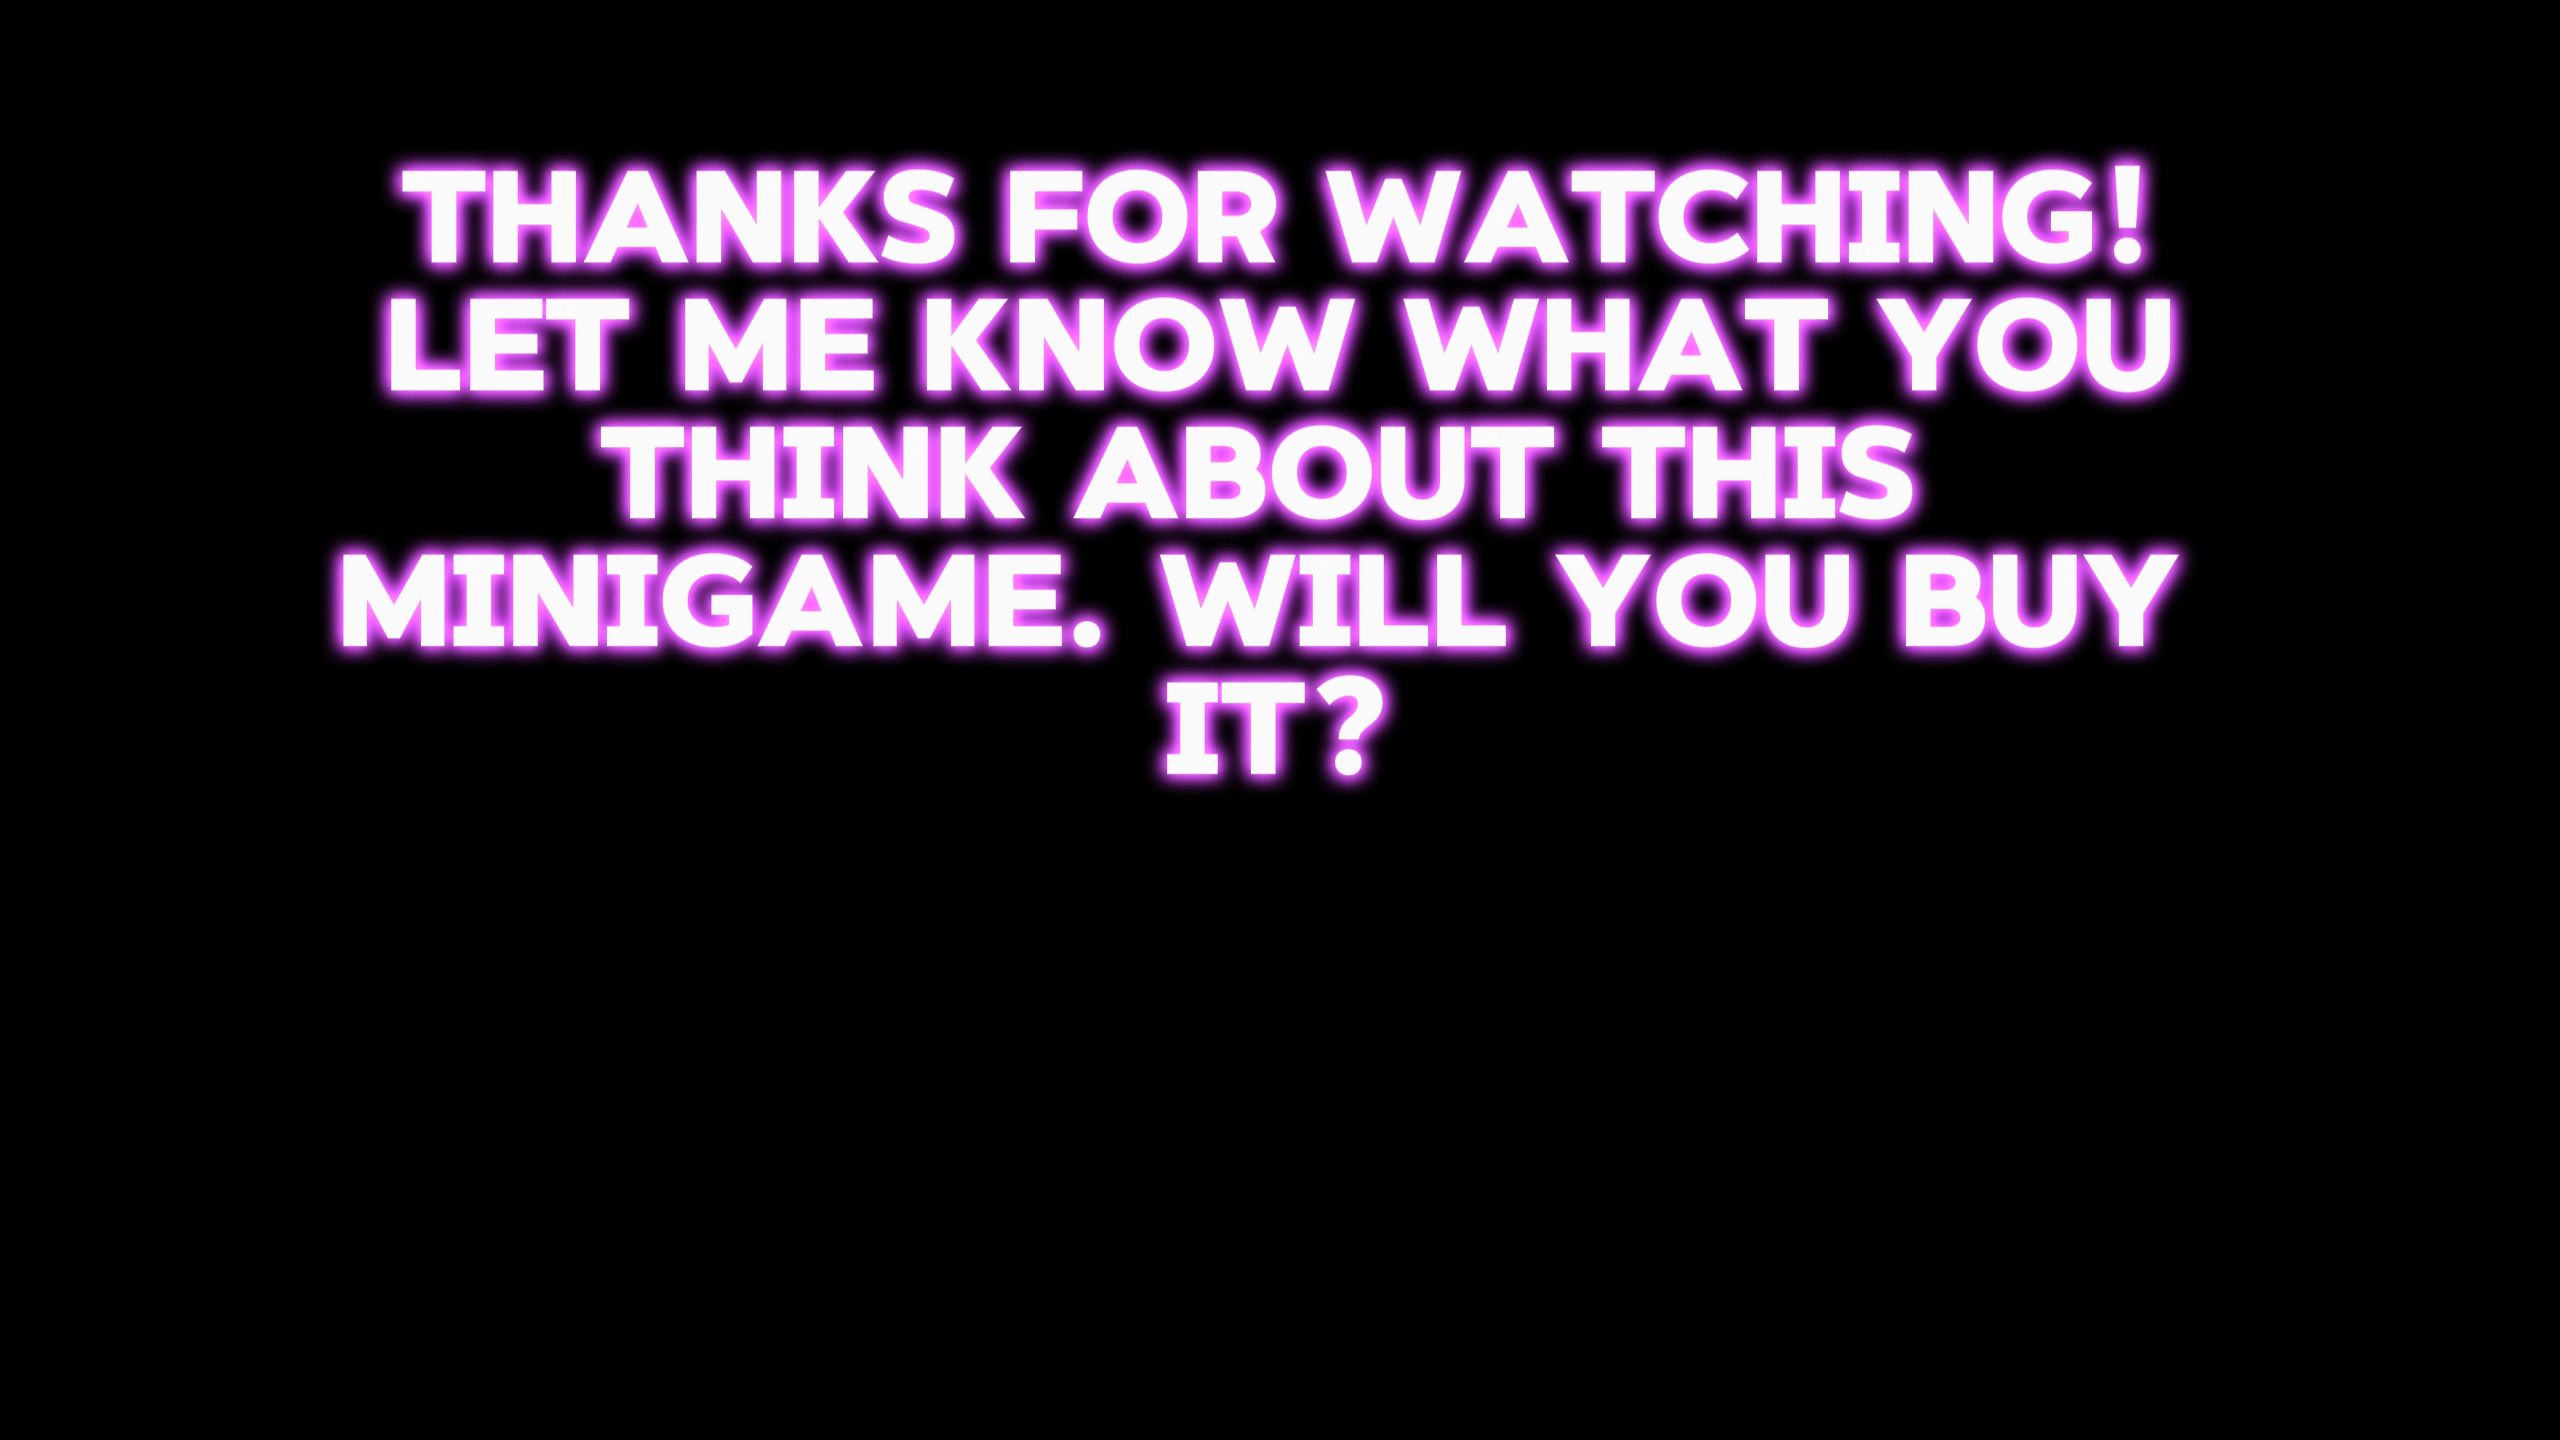 THANKS FOR WATCHING!
LET ME KNOW WHAT YOU
THINK ABOUT THIS
MINIGAME. WILL YOU BUY
IT?